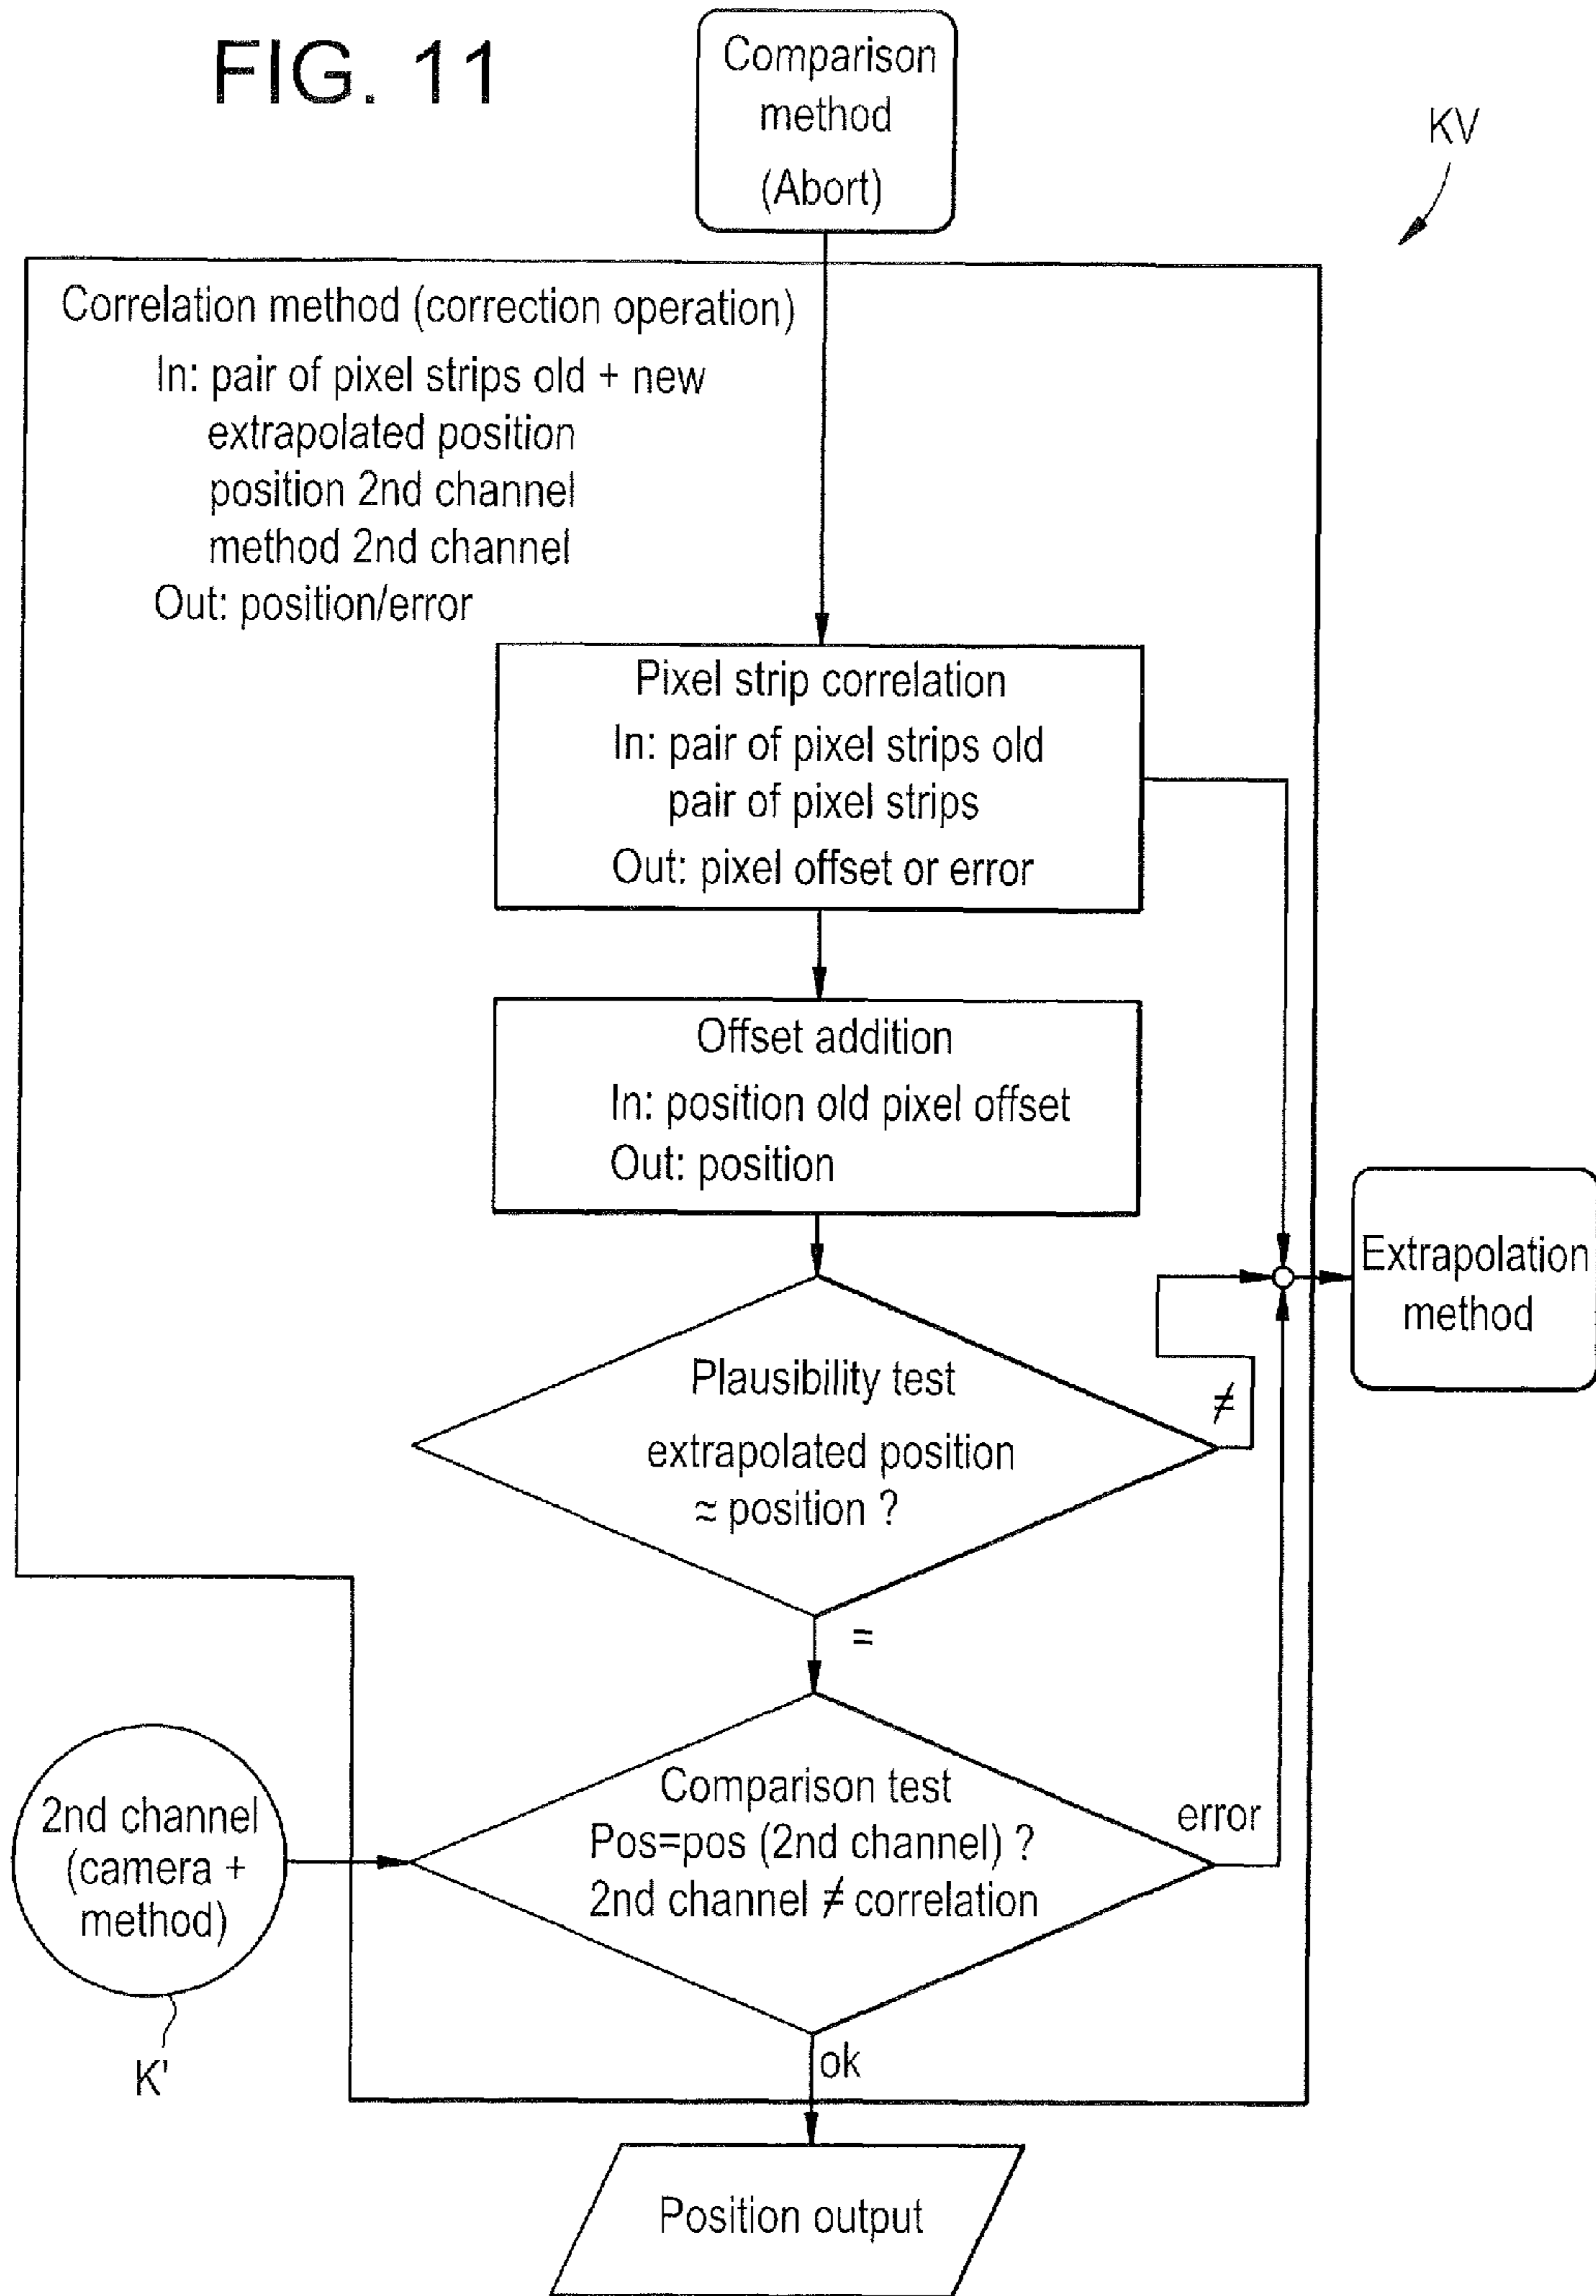 FIG. 11
Comparison
method
(Abort)
KV
Correlation method (correction operation)
In: pair of pixel strips old + new
extrapolated position
position 2nd channel
method 2nd channel
Out: position/error
Pixel strip correlation
In: pair of pixel strips old
pair of pixel strips
Out: pixel offset or error
Offset addition
In: position old pixel offset
Out: position
Extrapolation
method
Plausibility test
extrapolated position
≈ position ?
≠
=
Comparison test
Pos=pos (2nd channel) ?
2nd channel ≠ correlation
error
2nd channel
(camera +
method)
K'
ok
Position output